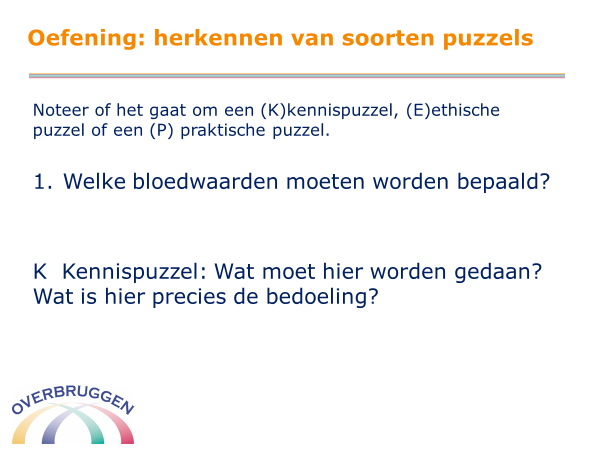 Oefening: herkennen van soorten puzzels
Noteer of het gaat om een (K)kennispuzzel, (E)ethische
puzzel of een (P) praktische puzzel.
1. Welke bloedwaarden moeten worden bepaald?
K Kennispuzzel: Wat moet hier worden gedaan?
Wat is hier precies de bedoeling?
OVERBRUGGEN